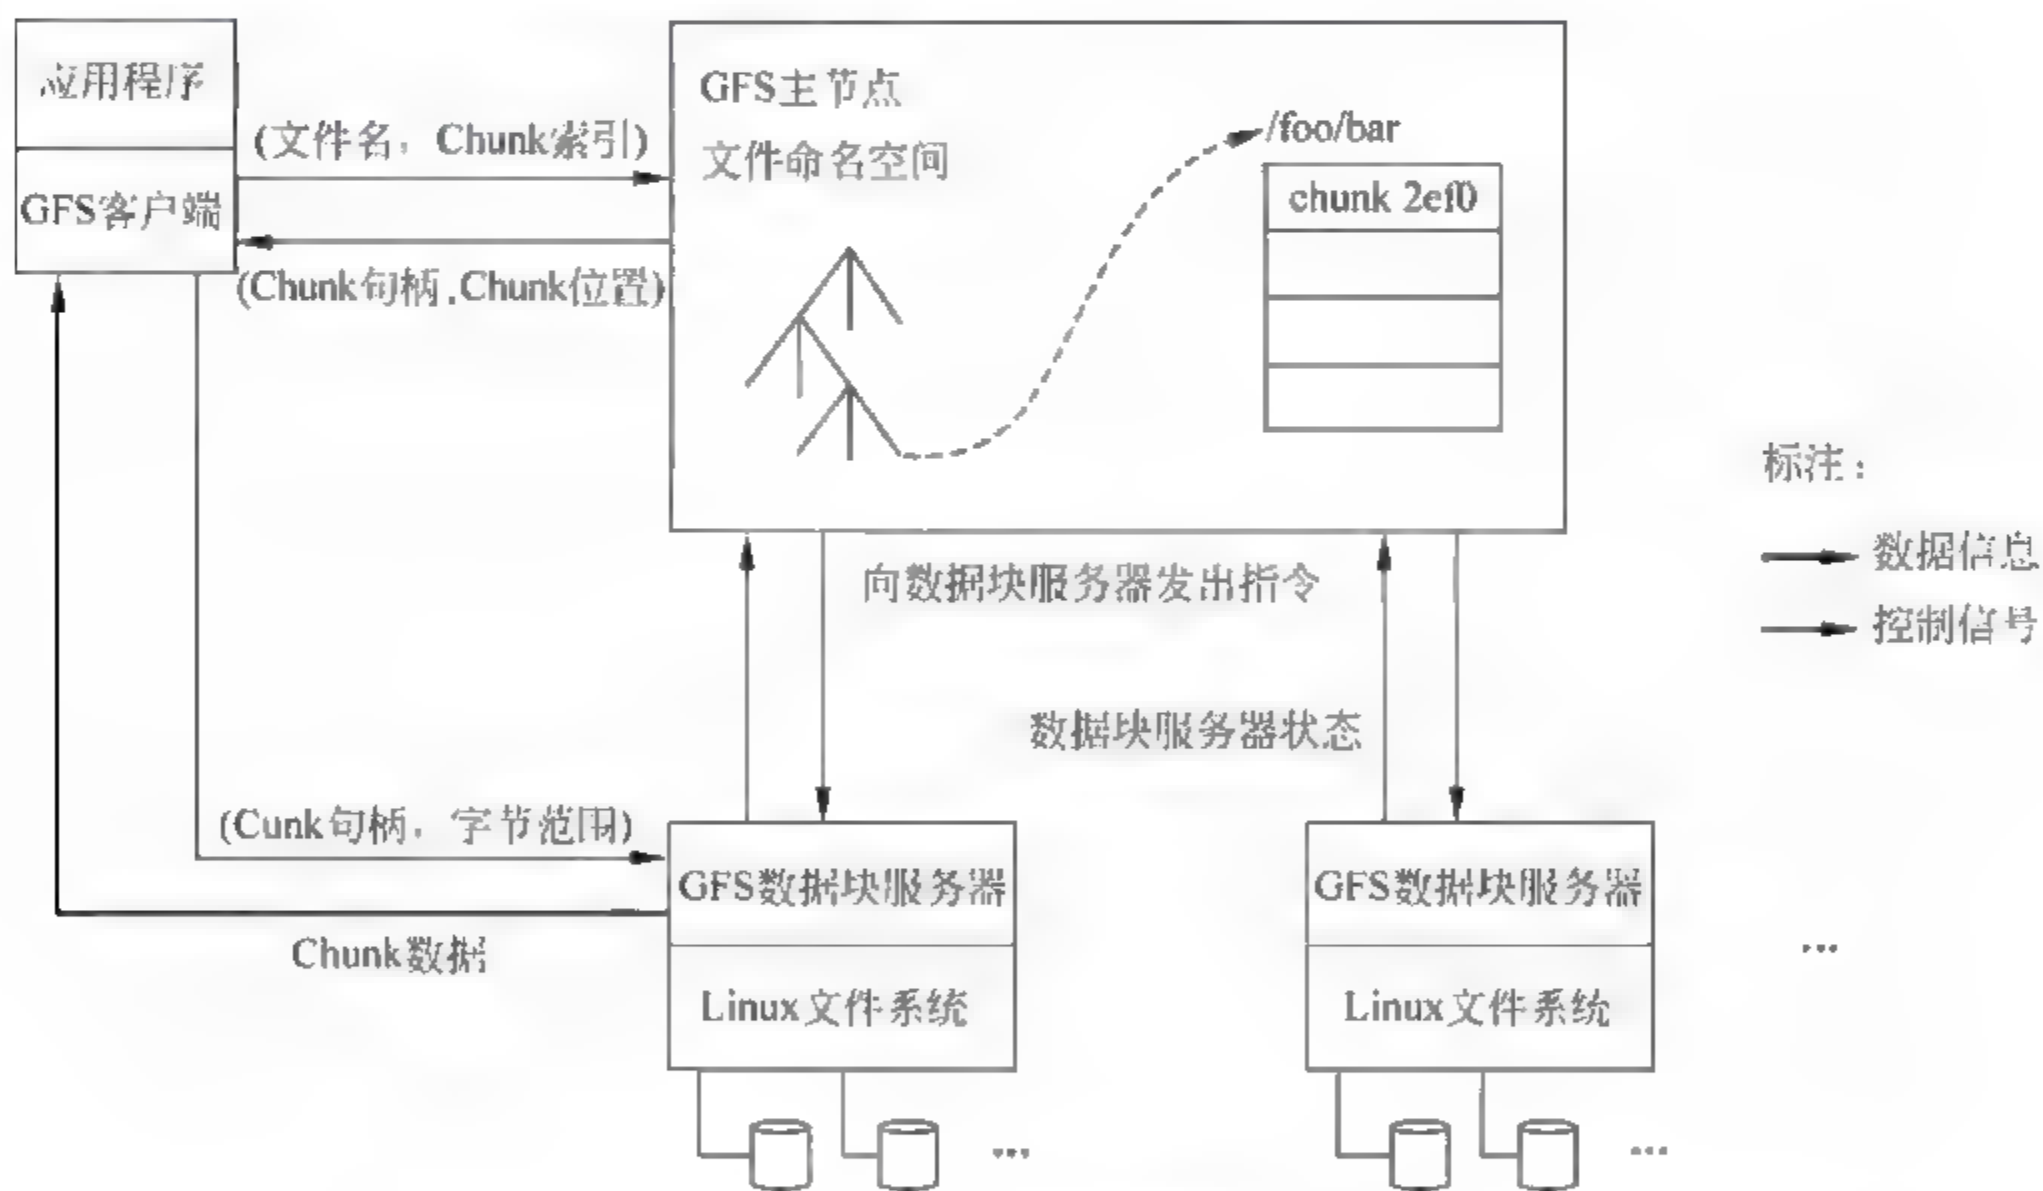 应用程序
GFS客户端
(文件名，Chunk索引)
(Chunk句柄,Chunk位置)
GFS主节点
文件命名空间
/foo/bar
chunk 2ef0
标注：
数据信息
控制信号
向数据块服务器发出指令
数据块服务器状态
(Cunk句柄，字节范围)
Chunk数据
GFS数据块服务器
Linux文件系统
...
GFS数据块服务器
Linux文件系统
...
...